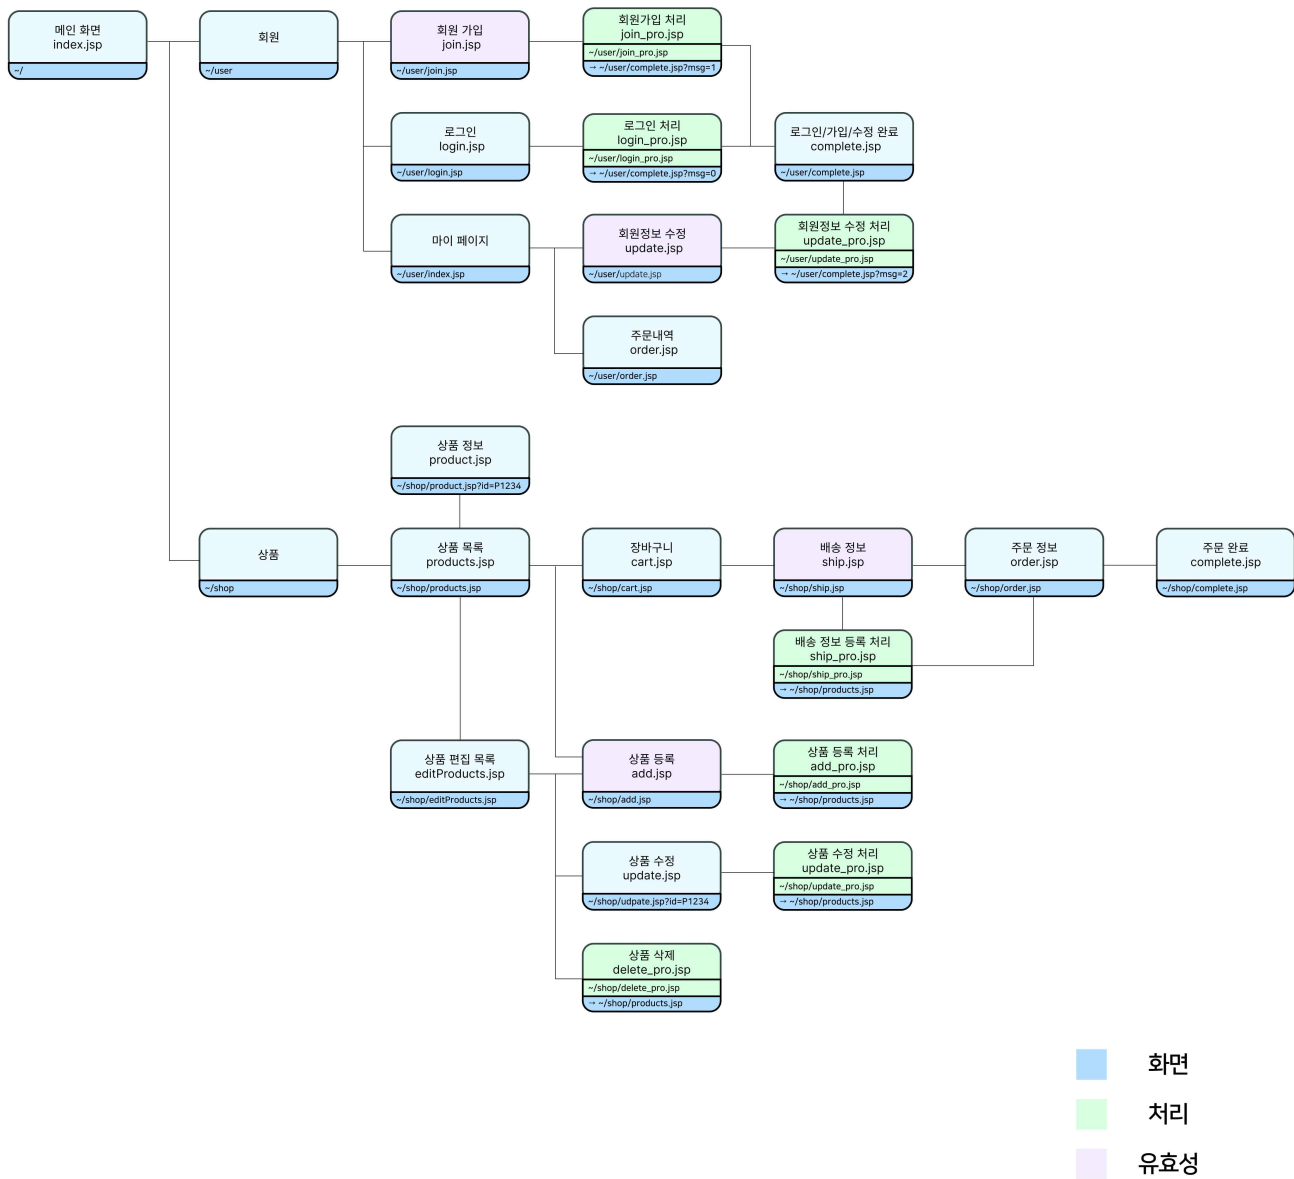 메인 화면
index.jsp
~/
회원
~/user
회원 가입
join.jsp
~/user/join.jsp
회원가입 처리
join_pro.jsp
~/user/join_pro.jsp
→ ~/user/complete.jsp?msg=1
로그인
login.jsp
~/user/login.jsp
로그인 처리
login_pro.jsp
~/user/login_pro.jsp
→ ~/user/complete.jsp?msg=0
로그인/가입/수정 완료
complete.jsp
~/user/complete.jsp
마이 페이지
~/user/index.jsp
회원정보 수정
update.jsp
~/user/update.jsp
회원정보 수정 처리
update_pro.jsp
~/user/update_pro.jsp
→ ~/user/complete.jsp?msg=2
주문내역
order.jsp
~/user/order.jsp
상품 정보
product.jsp
~/shop/product.jsp?id=P1234
상품
~/shop
상품 목록
products.jsp
~/shop/products.jsp
장바구니
cart.jsp
~/shop/cart.jsp
배송 정보
ship.jsp
~/shop/ship.jsp
주문 정보
order.jsp
~/shop/order.jsp
주문 완료
complete.jsp
~/shop/complete.jsp
배송 정보 등록 처리
ship_pro.jsp
~/shop/ship_pro.jsp
→ ~/shop/products.jsp
상품 편집 목록
editProducts.jsp
~/shop/editProducts.jsp
상품 등록
add.jsp
~/shop/add.jsp
상품 등록 처리
add_pro.jsp
~/shop/add_pro.jsp
→ ~/shop/products.jsp
상품 수정
update.jsp
~/shop/udpate.jsp?id=P1234
상품 수정 처리
update_pro.jsp
~/shop/update_pro.jsp
→ ~/shop/products.jsp
상품 삭제
delete_pro.jsp
~/shop/delete_pro.jsp
→ ~/shop/products.jsp
화면
처리
유효성